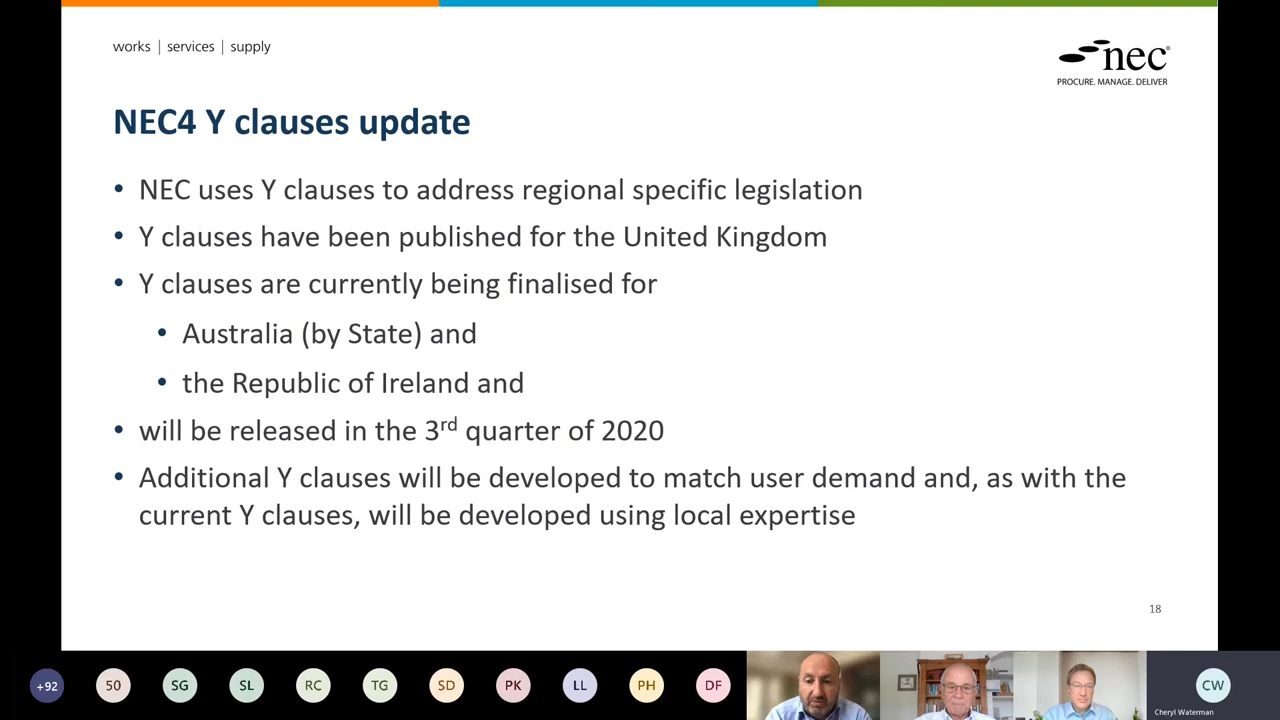 works | services | supply
nec®
PROCURE. MANAGE. DELIVER
NEC4 Y clauses update
• NEC uses Y clauses to address regional specific legislation
• Y clauses have been published for the United Kingdom
• Y clauses are currently being finalised for
• Australia (by State) and
• the Republic of Ireland and
• will be released in the 3rd quarter of 2020
• Additional Y clauses will be developed to match user demand and, as with the
current Y clauses, will be developed using local expertise
18
+92 50 SG SL RC TG SD PK LL PH DF CW
Cheryl Waterman